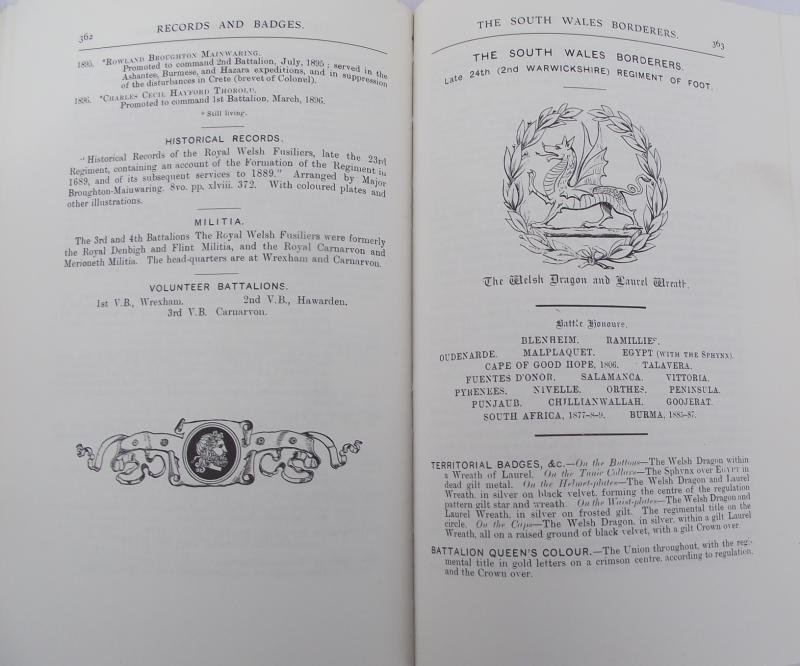 362
RECORDS AND BADGES.
1895. *Rowland Broughton Mainwaring.
Promoted to command 2nd Battalion, July, 1895; served in the
Ashantee, Burmese, and Hazara expeditions, and in suppression
of the disturbances in Crete (brevet of Colonel).
1896. *Charles Cecil Hayford Thorold.
Promoted to command 1st Battalion, March, 1896.
* Still living.
HISTORICAL RECORDS.
"Historical Records of the Royal Welsh Fusiliers, late the 23rd
Regiment, containing an account of the Formation of the Regiment in
1689, and of its subsequent services to 1889." Arranged by Major
Broughton-Mainwaring. 8vo. pp. xlviii. 372. With coloured plates and
other illustrations.
MILITIA.
The 3rd and 4th Battalions The Royal Welsh Fusiliers were formerly
the Royal Denbigh and Flint Militia, and the Royal Carnarvon and
Merioneth Militia. The head-quarters are at Wrexham and Carnarvon.
VOLUNTEER BATTALIONS.
1st V.B., Wrexham. 2nd V.B., Hawarden.
3rd V.B. Carnarvon.
THE SOUTH WALES BORDERERS.
363
THE SOUTH WALES BORDERERS.
Late 24th (2nd WARWICKSHIRE) REGIMENT OF FOOT.
The Welsh Dragon and Laurel Wreath.
Battle Honours.
BLENHEIM. RAMILLIES.
OUDENARDE. MALPLAQUET. EGYPT (WITH THE SPHYNX).
CAPE OF GOOD HOPE, 1806. TALAVERA.
FUENTES D'ONOR. SALAMANCA. VITTORIA.
PYRENEES. NIVELLE. ORTHES. PENINSULA.
PUNJAUB. CHILLIANWALLAH. GOOJERAT.
SOUTH AFRICA, 1877-8-9. BURMA, 1885-87.
TERRITORIAL BADGES, &c.—On the Buttons—The Welsh Dragon within
a Wreath of Laurel. On the Tunic Collars—The Sphynx over EGYPT in
dead gilt metal. On the Helmet-plates—The Welsh Dragon and Laurel
Wreath, in silver on black velvet, forming the centre of the regulation
pattern gilt star and wreath. On the Waist-plates—The Welsh Dragon and
Laurel Wreath, in silver on frosted gilt. The regimental title on the
circle. On the Caps—The Welsh Dragon, in silver, within a gilt Laurel
Wreath, all on a raised ground of black velvet, with a gilt Crown over.
BATTALION QUEEN'S COLOUR.—The Union throughout, with the regi-
mental title in gold letters on a crimson centre, according to regulation,
and the Crown over.